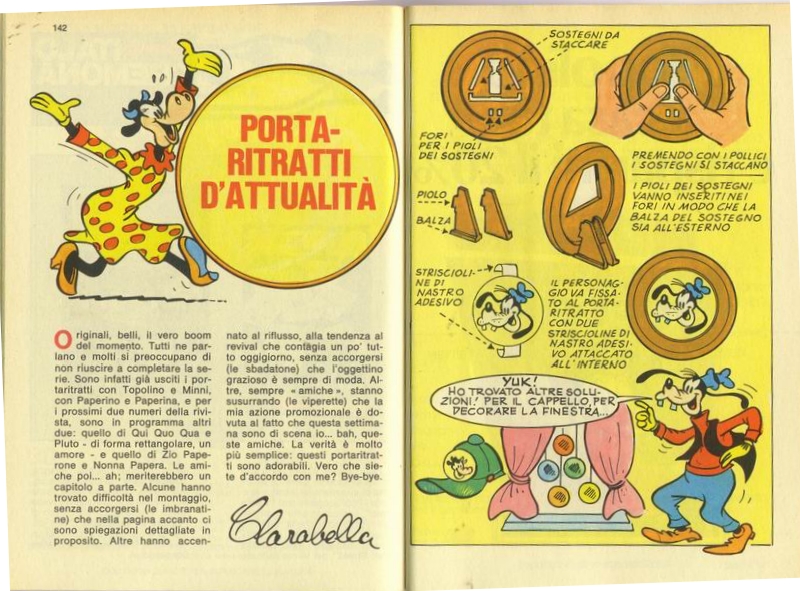 142
PORTA-
RITRATTI
D'ATTUALITÀ
Originali, belli, il vero boom
del momento. Tutti ne par-
lano e molti si preoccupano di
non riuscire a completare la se-
rie. Sono infatti già usciti i por-
taritratti con Topolino e Minni,
con Paperino e Paperina, e per
i prossimi due numeri della rivi-
sta, sono in programma altri
due: quello di Qui Quo Qua e
Pluto - di forma rettangolare, un
amore - e quello di Zio Pape-
rone e Nonna Papera. Le ami-
che poi... ah; meriterebbero un
capitolo a parte. Alcune hanno
trovato difficoltà nel montaggio,
senza accorgersi (le imbranati-
ne) che nella pagina accanto ci
sono spiegazioni dettagliate in
proposito. Altre hanno accen-
nato al riflusso, alla tendenza al
revival che contagia un po' tut-
to oggigiorno, senza accorgersi
(le sbadatone) che l'oggettino
grazioso è sempre di moda. Al-
tre, sempre «amiche», stanno
susurrando (le viperette) che la
mia azione promozionale è do-
vuta al fatto che questa settima-
na sono di scena io... bah, que-
ste amiche. La verità è molto
più semplice: questi portaritrat-
ti sono adorabili. Vero che sie-
te d'accordo con me? Bye-bye.
Clarabella
SOSTEGNI DA
STACCARE
FORI
PER I PIOLI
DEI SOSTEGNI
PREMENDO CON I POLLICI
I SOSTEGNI SI STACCANO
PIOLO
BALZA
I PIOLI DEI SOSTEGNI
VANNO INSERITI NEI
FORI IN MODO CHE LA
BALZA DEL SOSTEGNO
SIA ALL'ESTERNO
STRISCIOLI-
NE DI
NASTRO
ADESIVO
IL PERSONAG-
GIO VA FISSA-
TO AL PORTA-
RITRATTO
CON DUE
STRISCIOLINE DI
NASTRO ADESI-
VO ATTACCATO
ALL'INTERNO
YUK!
HO TROVATO ALTRE SOLU-
ZIONI! PER IL CAPPELLO, PER
DECORARE LA FINESTRA...